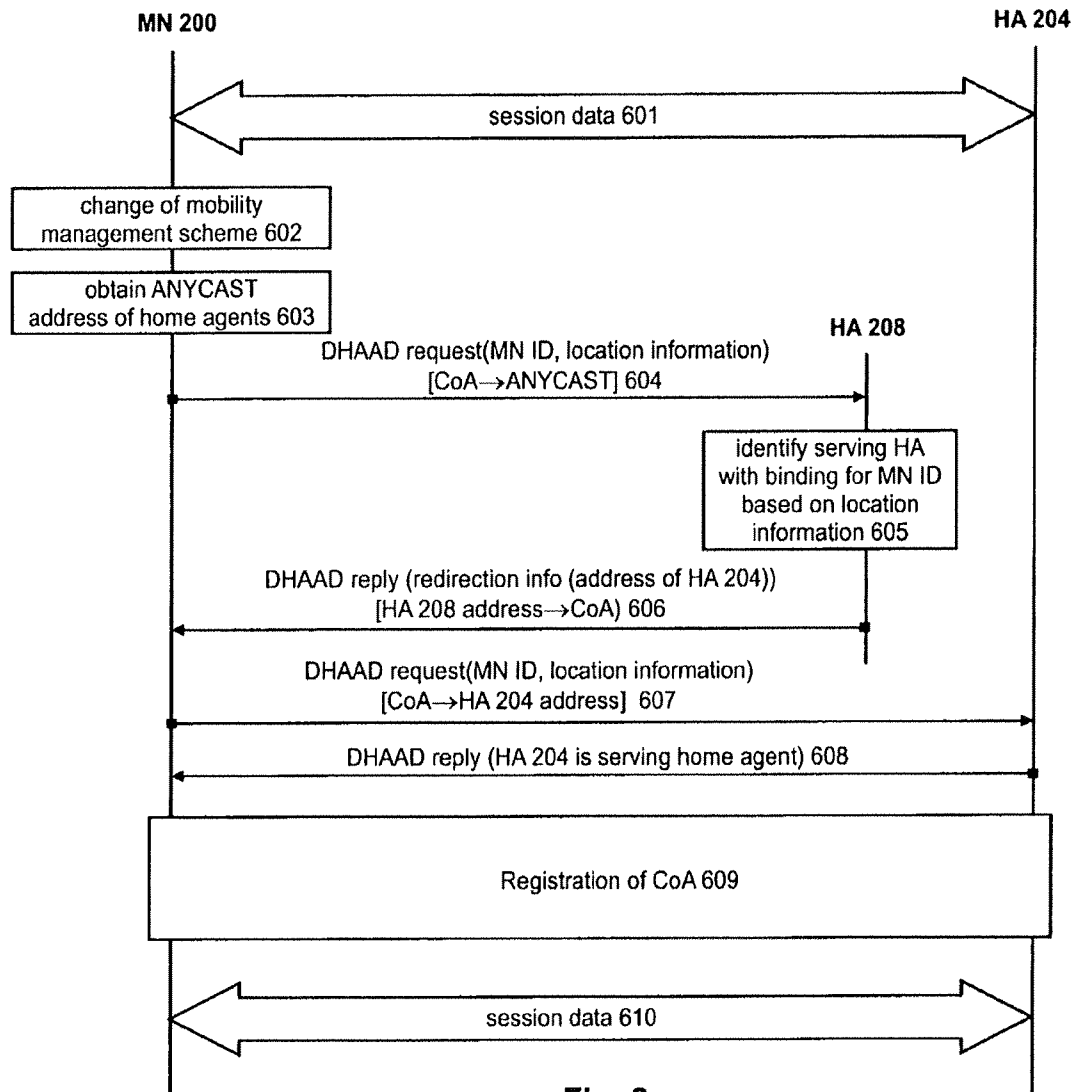 MN 200
HA 204
session data 601
change of mobility
management scheme 602
obtain ANYCAST
address of home agents 603
HA 208
DHAAD request(MN ID, location information)
[CoA→ANYCAST] 604
identify serving HA
with binding for MN ID
based on location
information 605
DHAAD reply (redirection info (address of HA 204))
[HA 208 address→CoA) 606
DHAAD request(MN ID, location information)
[CoA→HA 204 address] 607
DHAAD reply (HA 204 is serving home agent) 608
Registration of CoA 609
session data 610